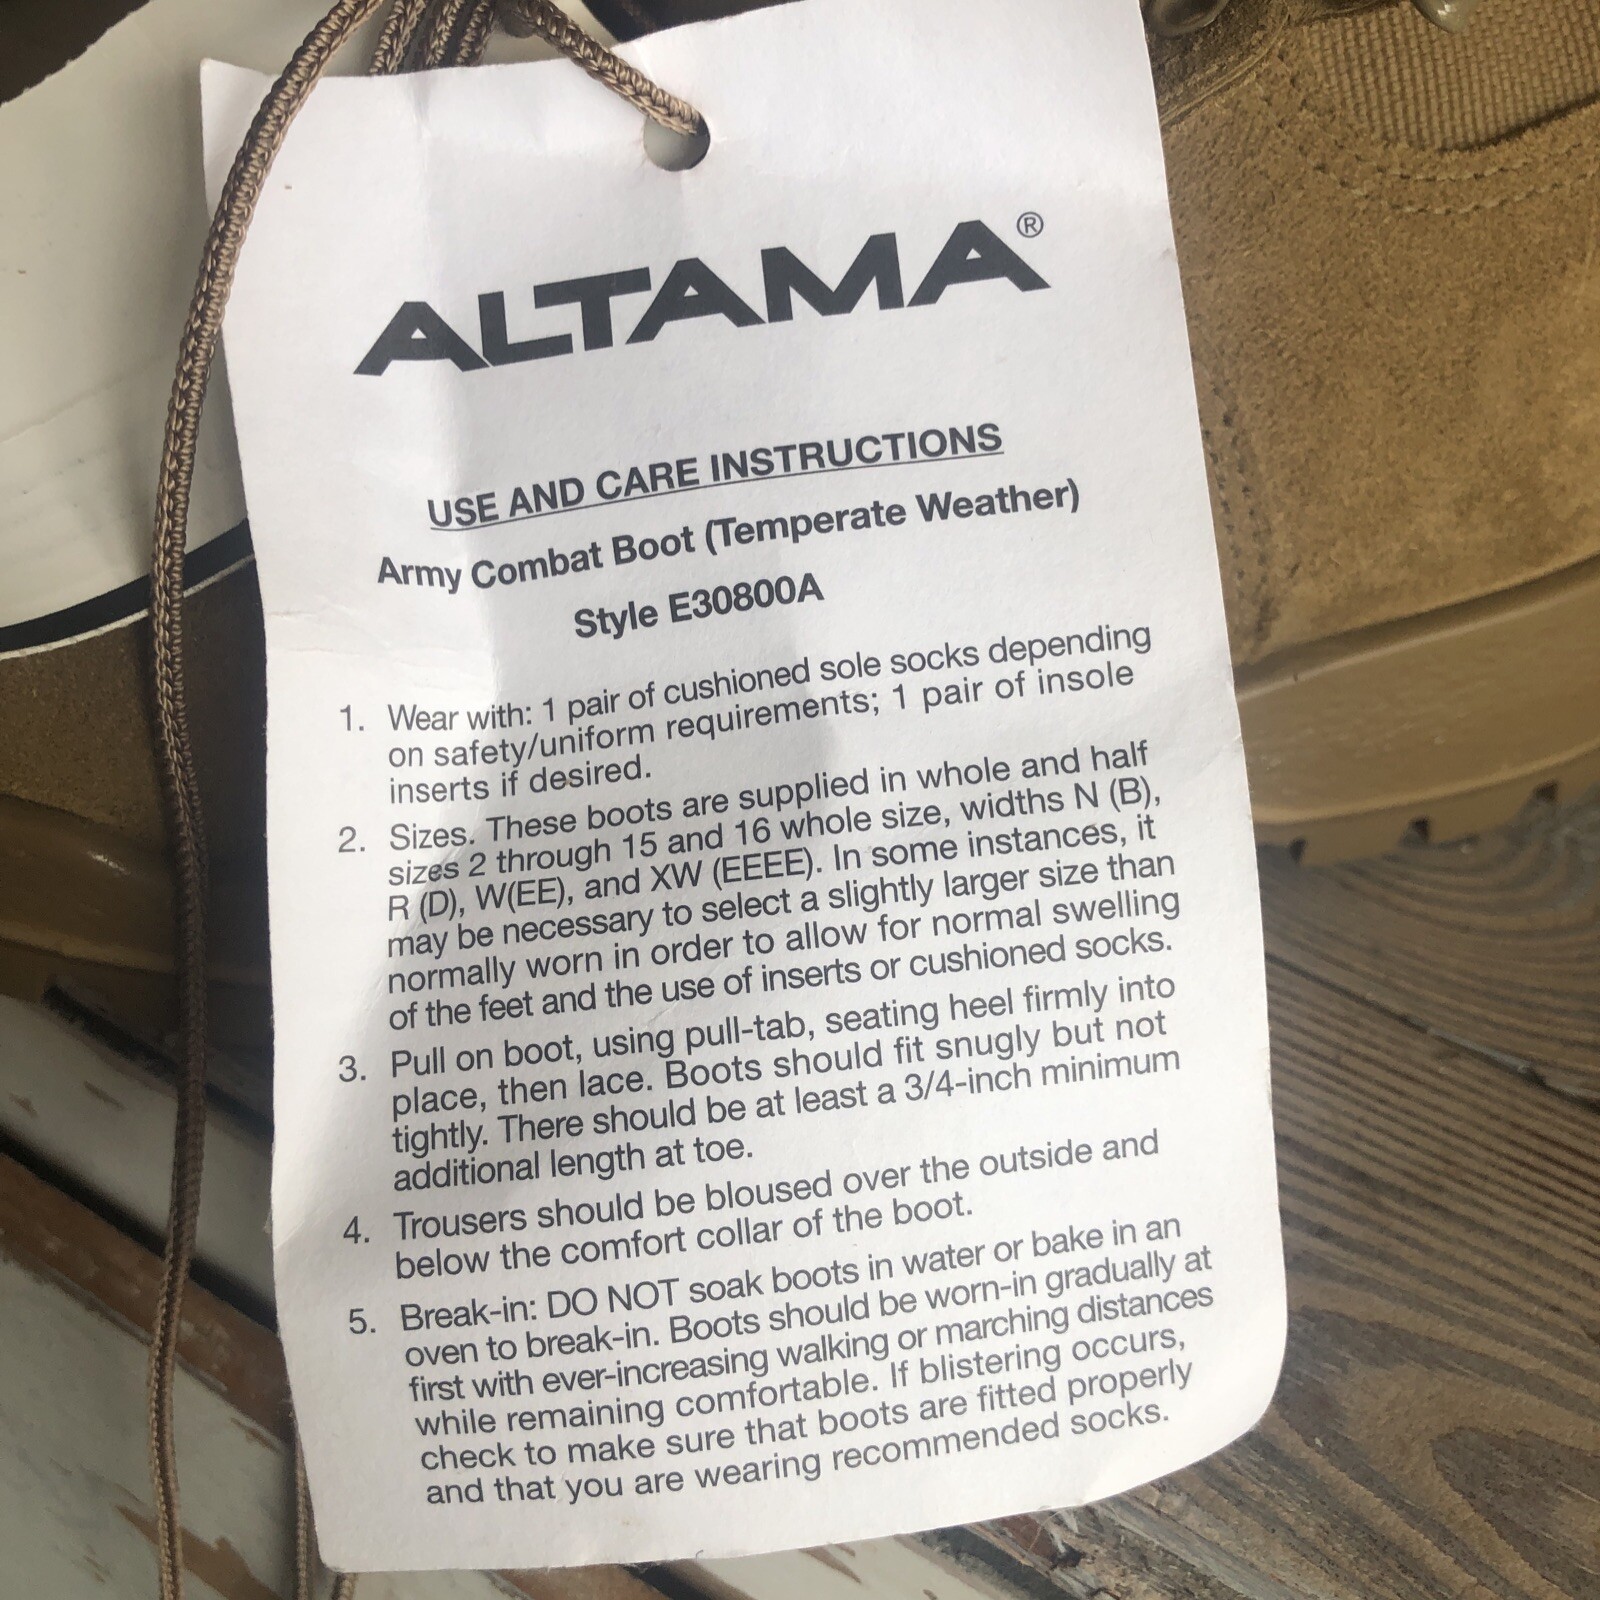 ALTAMA®
USE AND CARE INSTRUCTIONS
Army Combat Boot (Temperate Weather)
Style E30800A
1. Wear with: 1 pair of cushioned sole socks depending
on safety/uniform requirements; 1 pair of insole
inserts if desired.
2. Sizes. These boots are supplied in whole and half
sizes 2 through 15 and 16 whole size, widths N (B),
R (D), W(EE), and XW (EEEE). In some instances, it
may be necessary to select a slightly larger size than
normally worn in order to allow for normal swelling
of the feet and the use of inserts or cushioned socks.
3. Pull on boot, using pull-tab, seating heel firmly into
place, then lace. Boots should fit snugly but not
tightly. There should be at least a 3/4-inch minimum
additional length at toe.
4. Trousers should be bloused over the outside and
below the comfort collar of the boot.
5. Break-in: DO NOT soak boots in water or bake in an
oven to break-in. Boots should be worn-in gradually at
first with ever-increasing walking or marching distances
while remaining comfortable. If blistering occurs,
check to make sure that boots are fitted properly
and that you are wearing recommended socks.